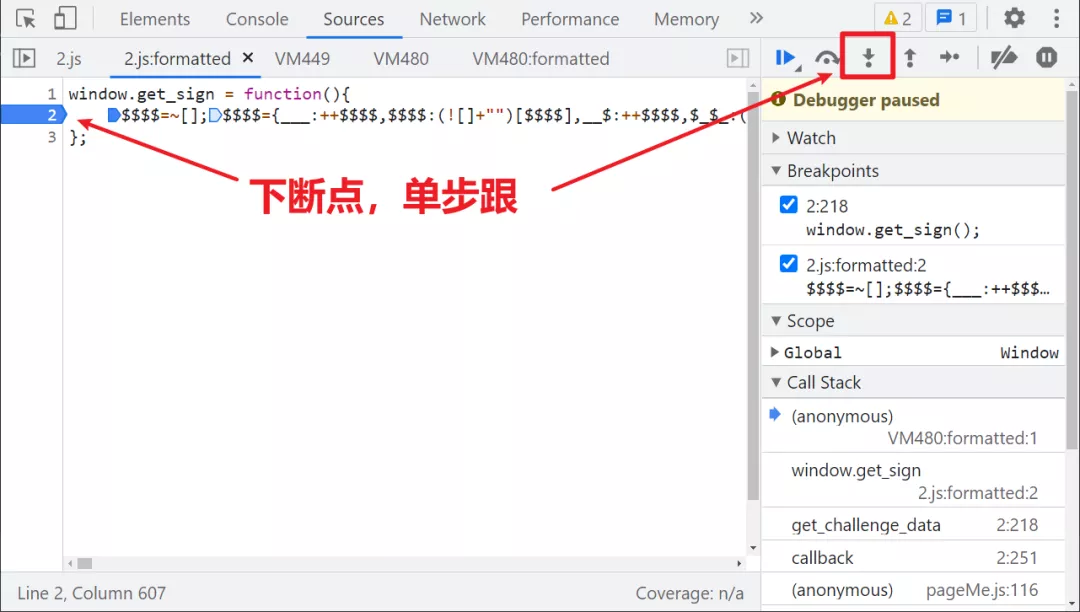 Elements Console Sources Network Performance Memory » 2 1
2.js 2.js:formatted × VM449 VM480 VM480:formatted
1 window.get_sign = function(){
2 $$$$=~[];$$$$={___:++$$$$,$$$$:(![]+"")[$$$$],__$:++$$$$,$_$_:(
3 };
下断点，单步跟
Debugger paused
Watch
Breakpoints
2:218
window.get_sign();
2.js:formatted:2
$$$$=~[];$$$$={___:++$$$…
Scope
Global Window
Call Stack
(anonymous)
VM480:formatted:1
window.get_sign
2.js:formatted:2
get_challenge_data 2:218
callback 2:251
(anonymous) pageMe.js:116
Line 2, Column 607 Coverage: n/a